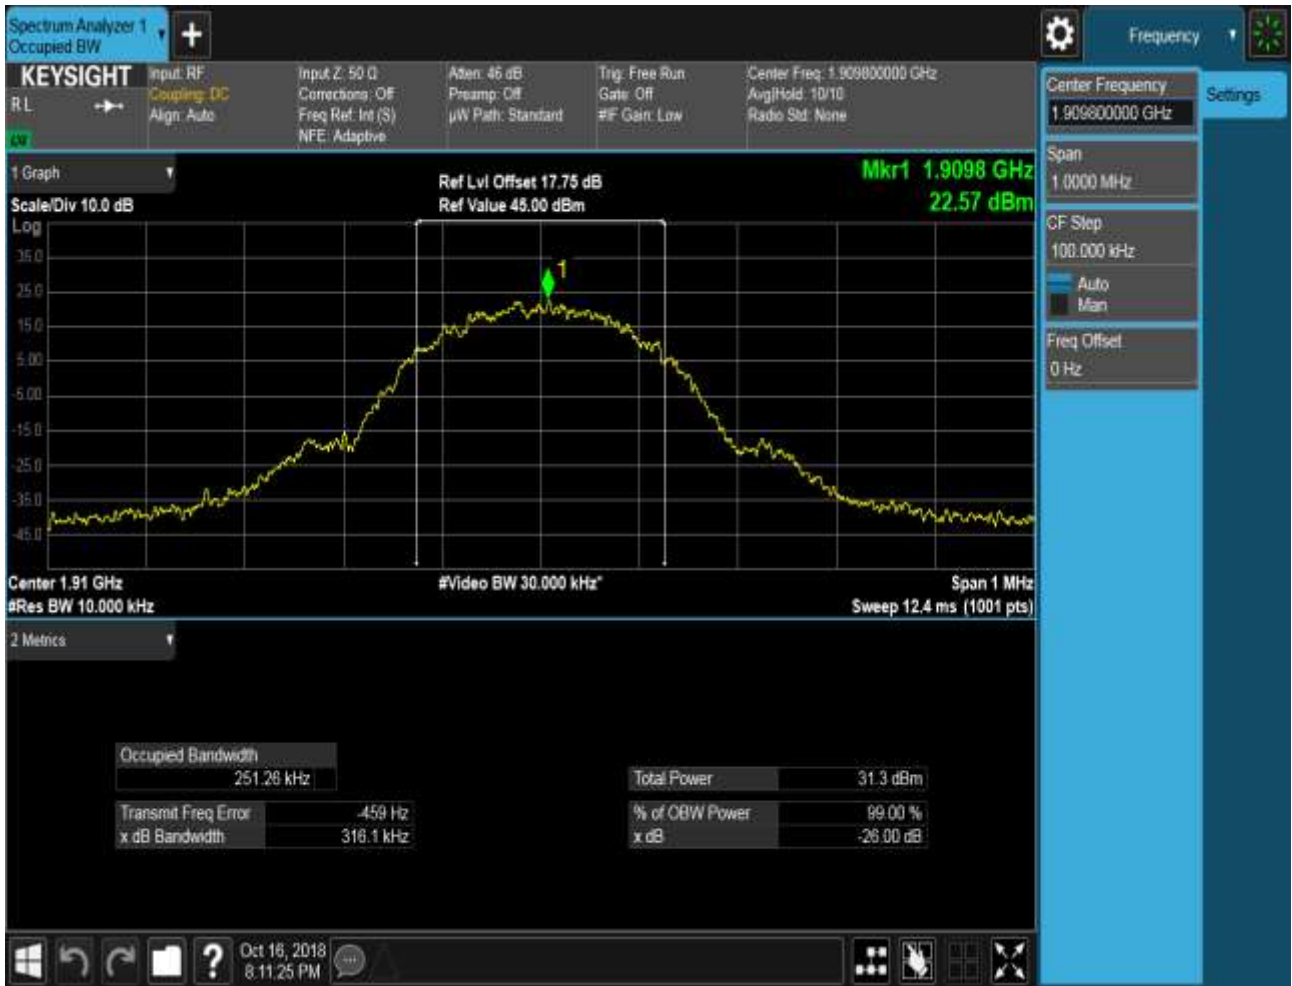 Spectrum Analyzer 1
Occupied BW
Frequency
KEYSIGHT
R L
Input: RF
Coupling: DC
Align: Auto
Input Z: 50 Ω
Corrections: Off
Freq Ref: Int (S)
NFE: Adaptive
Atten: 46 dB
Preamp: Off
µW Path: Standard
Trig: Free Run
Gate: Off
#IF Gain: Low
Center Freq: 1.909800000 GHz
Avg|Hold: 10/10
Radio Std: None
Center Frequency
1.909800000 GHz
Settings
Span
1.0000 MHz
CF Step
100.000 kHz
Auto
Man
Freq Offset
0 Hz
1 Graph
Scale/Div 10.0 dB
Ref Lvl Offset 17.75 dB
Ref Value 45.00 dBm
Mkr1 1.9098 GHz
22.57 dBm
Log
35.0
25.0
15.0
5.00
-5.00
-15.0
-25.0
-35.0
-45.0
1
Center 1.91 GHz
#Res BW 10.000 kHz
#Video BW 30.000 kHz*
Span 1 MHz
Sweep 12.4 ms (1001 pts)
2 Metrics
Occupied Bandwidth
251.26 kHz
Total Power 31.3 dBm
Transmit Freq Error -459 Hz
% of OBW Power 99.00 %
x dB Bandwidth 316.1 kHz
x dB -26.00 dB
?
Oct 16, 2018
8:11:25 PM